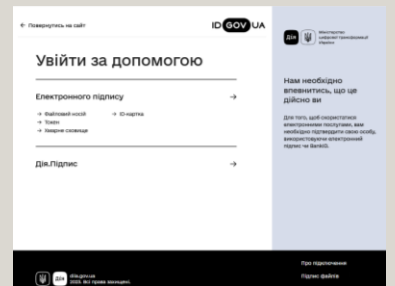 ← Повернутись на сайт
ID GOV UA
Увійти за допомогою
Електронного підпису →
→ Файловий носій → ID-картка
→ Токен
→ Хмарне сховище
Дія.Підпис →
Дія
Міністерство
цифрової трансформації
України
Нам необхідно
впевнитись, що це
дійсно ви
Для того, щоб скористатися
електронними послугами, вам
необхідно підтвердити свою особу,
використовуючи електронний
підпис чи BankID.
Дія
diia.gov.ua
2023. Всі права захищені.
Про підключення
Підпис файлів